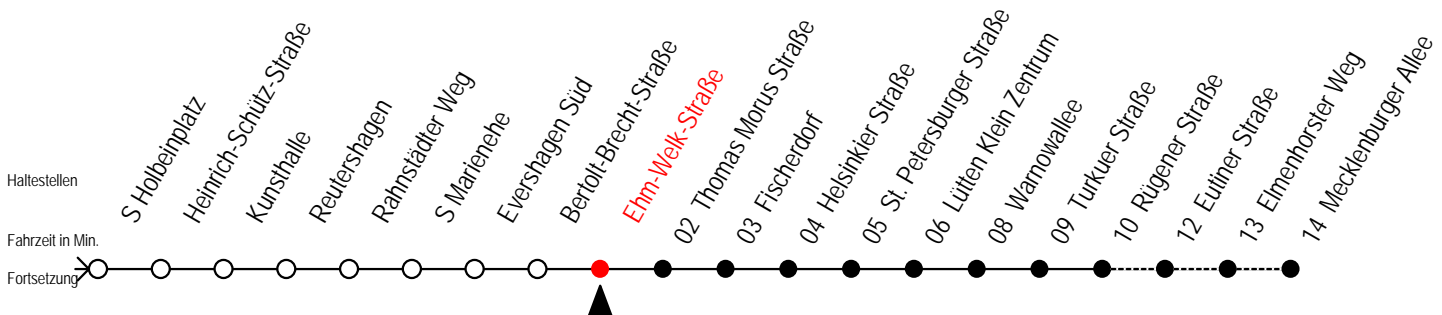 Haltestellen
Fahrzeit in Min.
Fortsetzung
S Holbeinplatz
Heinrich-Schütz-Straße
Kunsthalle
Reutershagen
Rahnstädter Weg
S Marienehe
Evershagen Süd
Bertolt-Brecht-Straße
Ehm-Welk-Straße
02 Thomas Morus Straße
03 Fischerdorf
04 Helsinkier Straße
05 St. Petersburger Straße
06 Lütten Klein Zentrum
08 Warnowallee
09 Turkuer Straße
10 Rügener Straße
12 Eutiner Straße
13 Elmenhorster Weg
14 Mecklenburger Allee